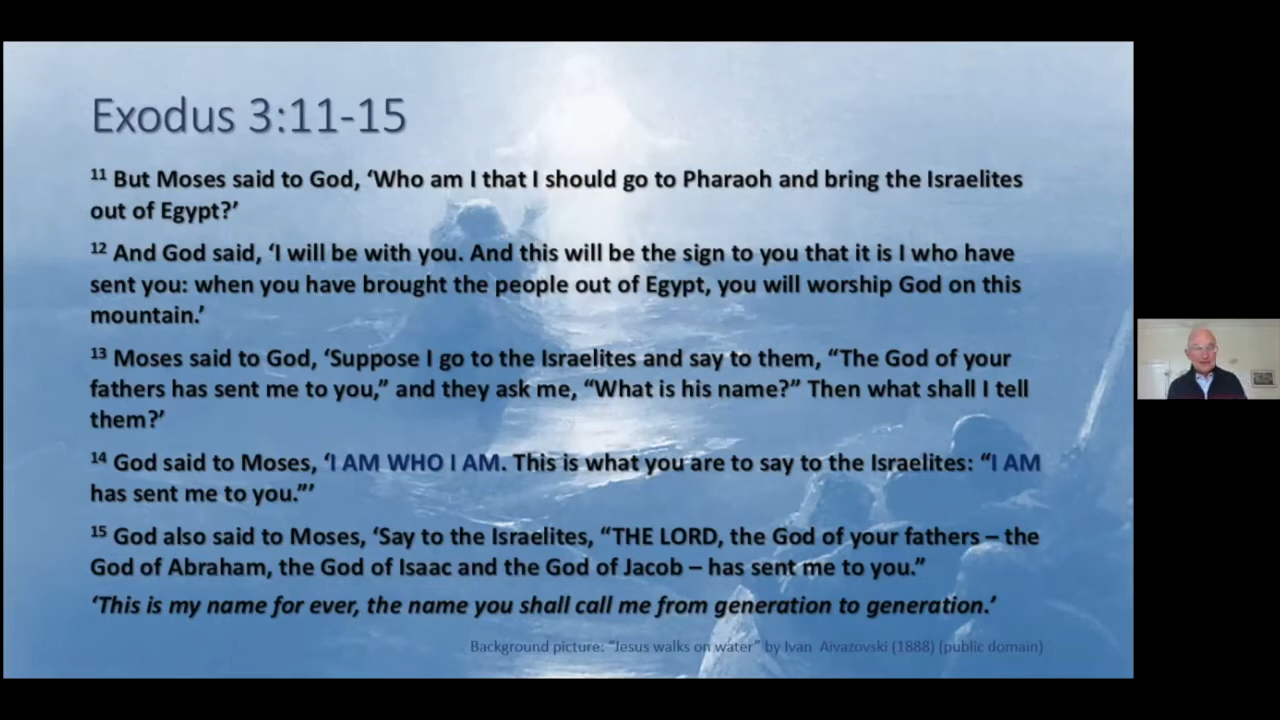 Exodus 3:11-15
¹¹ But Moses said to God, ‘Who am I that I should go to Pharaoh and bring the Israelites
out of Egypt?’
¹² And God said, ‘I will be with you. And this will be the sign to you that it is I who have
sent you: when you have brought the people out of Egypt, you will worship God on this
mountain.’
¹³ Moses said to God, ‘Suppose I go to the Israelites and say to them, “The God of your
fathers has sent me to you,” and they ask me, “What is his name?” Then what shall I tell
them?’
¹⁴ God said to Moses, ‘I AM WHO I AM. This is what you are to say to the Israelites: “I AM
has sent me to you.”’
¹⁵ God also said to Moses, ‘Say to the Israelites, “THE LORD, the God of your fathers – the
God of Abraham, the God of Isaac and the God of Jacob – has sent me to you.”
‘This is my name for ever, the name you shall call me from generation to generation.’
Background picture: “Jesus walks on water” by Ivan Aivazovski (1888) (public domain)